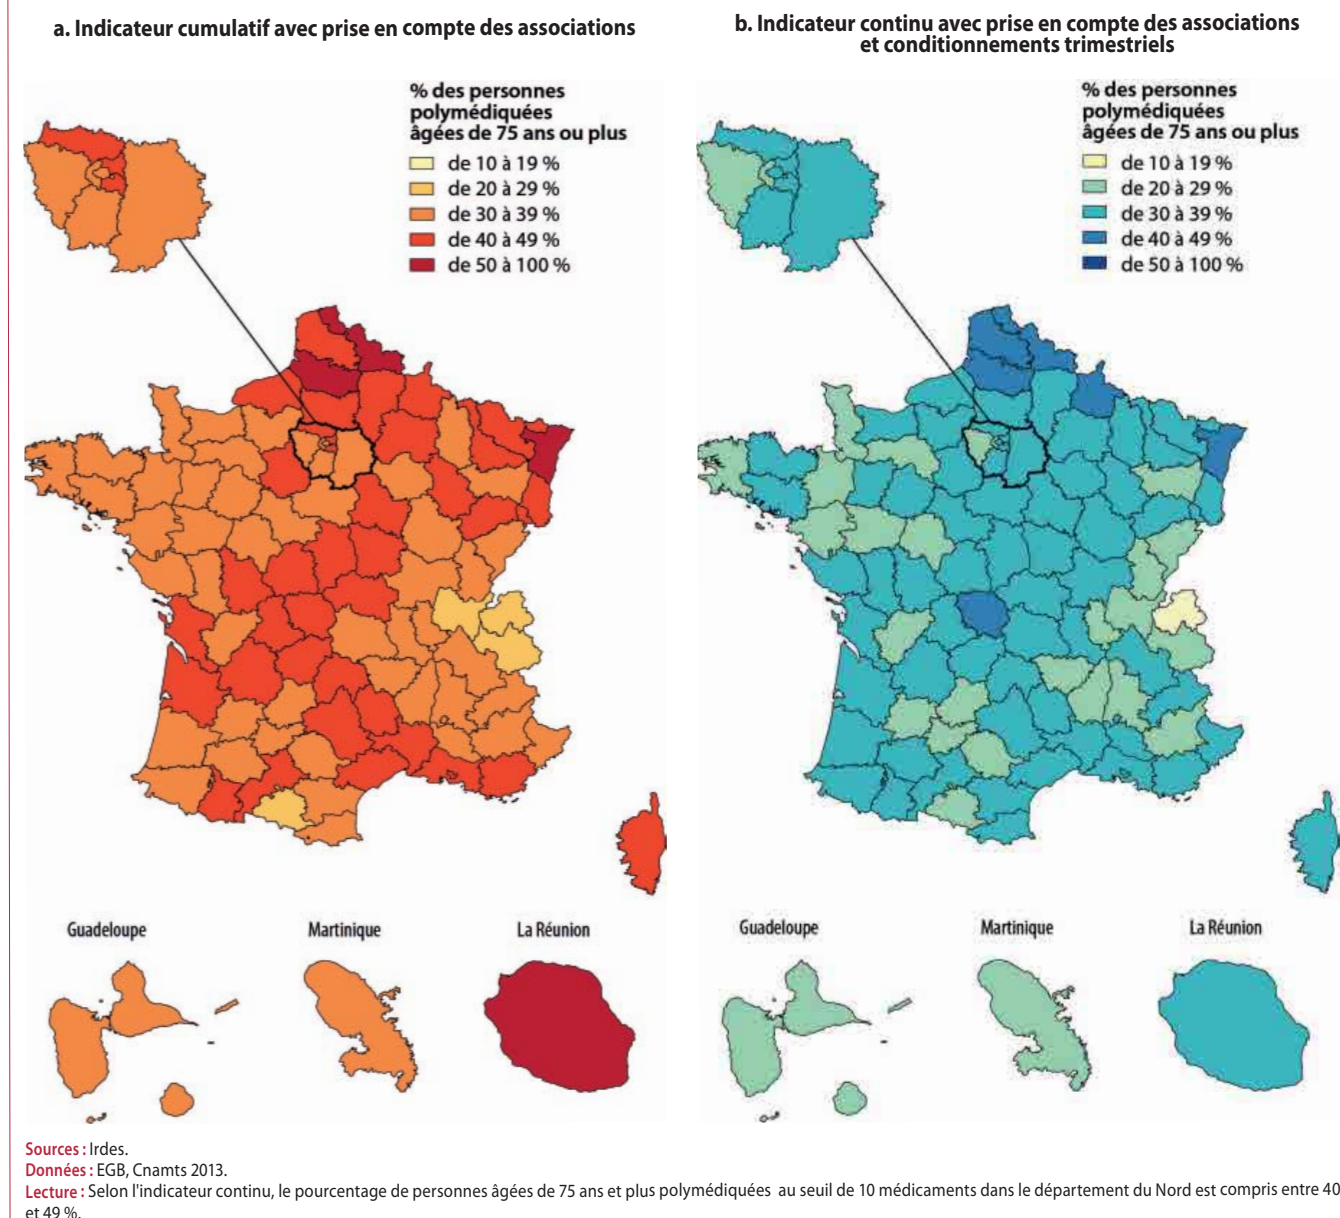 a. Indicateur cumulatif avec prise en compte des associations
% des personnes
polymédiquées
âgées de 75 ans ou plus
de 10 à 19 %
de 20 à 29 %
de 30 à 39 %
de 40 à 49 %
de 50 à 100 %
Guadeloupe
Martinique
La Réunion
b. Indicateur continu avec prise en compte des associations
et conditionnements trimestriels
% des personnes
polymédiquées
âgées de 75 ans ou plus
de 10 à 19 %
de 20 à 29 %
de 30 à 39 %
de 40 à 49 %
de 50 à 100 %
Guadeloupe
Martinique
La Réunion
Sources : Irdes.
Données : EGB, Cnamts 2013.
Lecture : Selon l'indicateur continu, le pourcentage de personnes âgées de 75 ans et plus polymédiquées au seuil de 10 médicaments dans le département du Nord est compris entre 40
et 49 %.